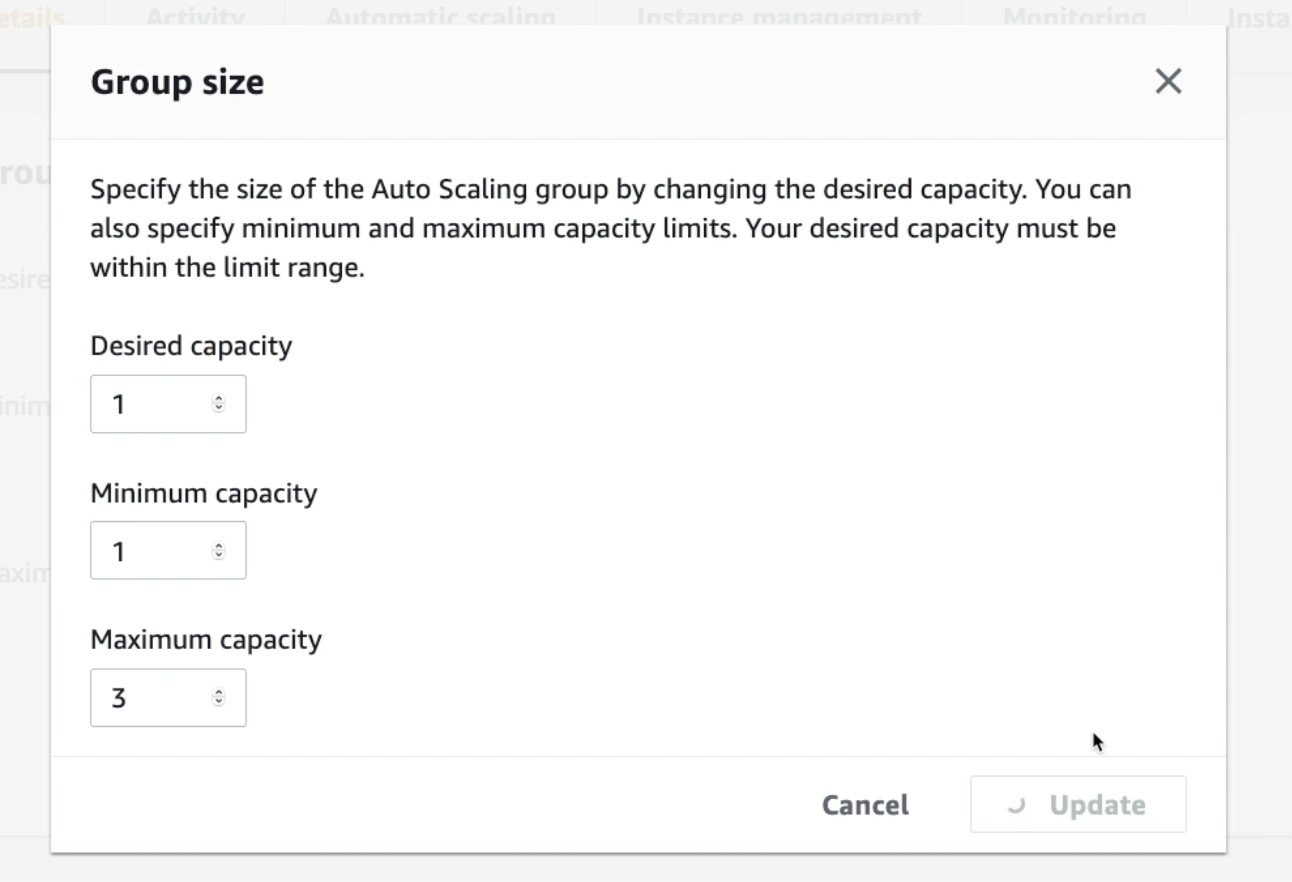 Activity
Automatic scaling
Instance management
Monitoring
Group size
Specify the size of the Auto Scaling group by changing the desired capacity. You can
also specify minimum and maximum capacity limits. Your desired capacity must be
within the limit range.
Desired capacity
1
Minimum capacity
1
Maximum capacity
3
Cancel
Update